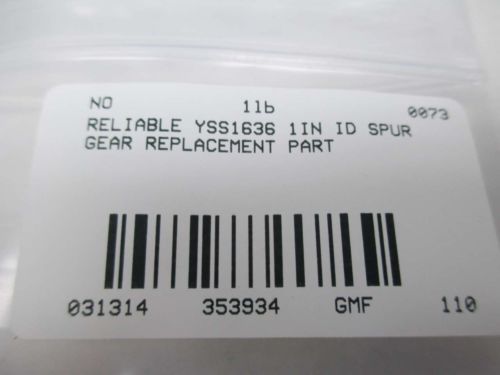 NO 1lb 0073
RELIABLE YSS1636 1IN ID SPUR
GEAR REPLACEMENT PART
031314 353934 GMF 110